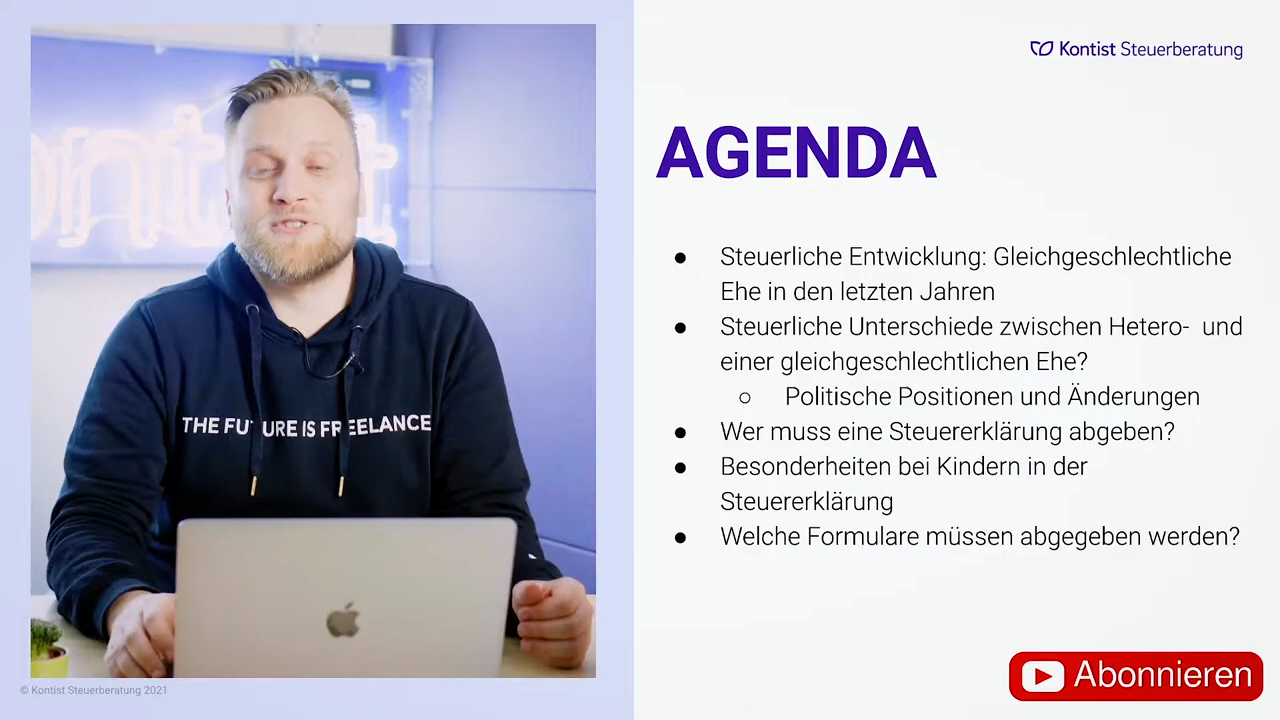 Kontist Steuerberatung
AGENDA
● Steuerliche Entwicklung: Gleichgeschlechtliche
Ehe in den letzten Jahren
● Steuerliche Unterschiede zwischen Hetero- und
einer gleichgeschlechtlichen Ehe?
○ Politische Positionen und Änderungen
● Wer muss eine Steuererklärung abgeben?
● Besonderheiten bei Kindern in der
Steuererklärung
● Welche Formulare müssen abgegeben werden?
THE FUTURE IS FREELANCE
Abonnieren
© Kontist Steuerberatung 2021